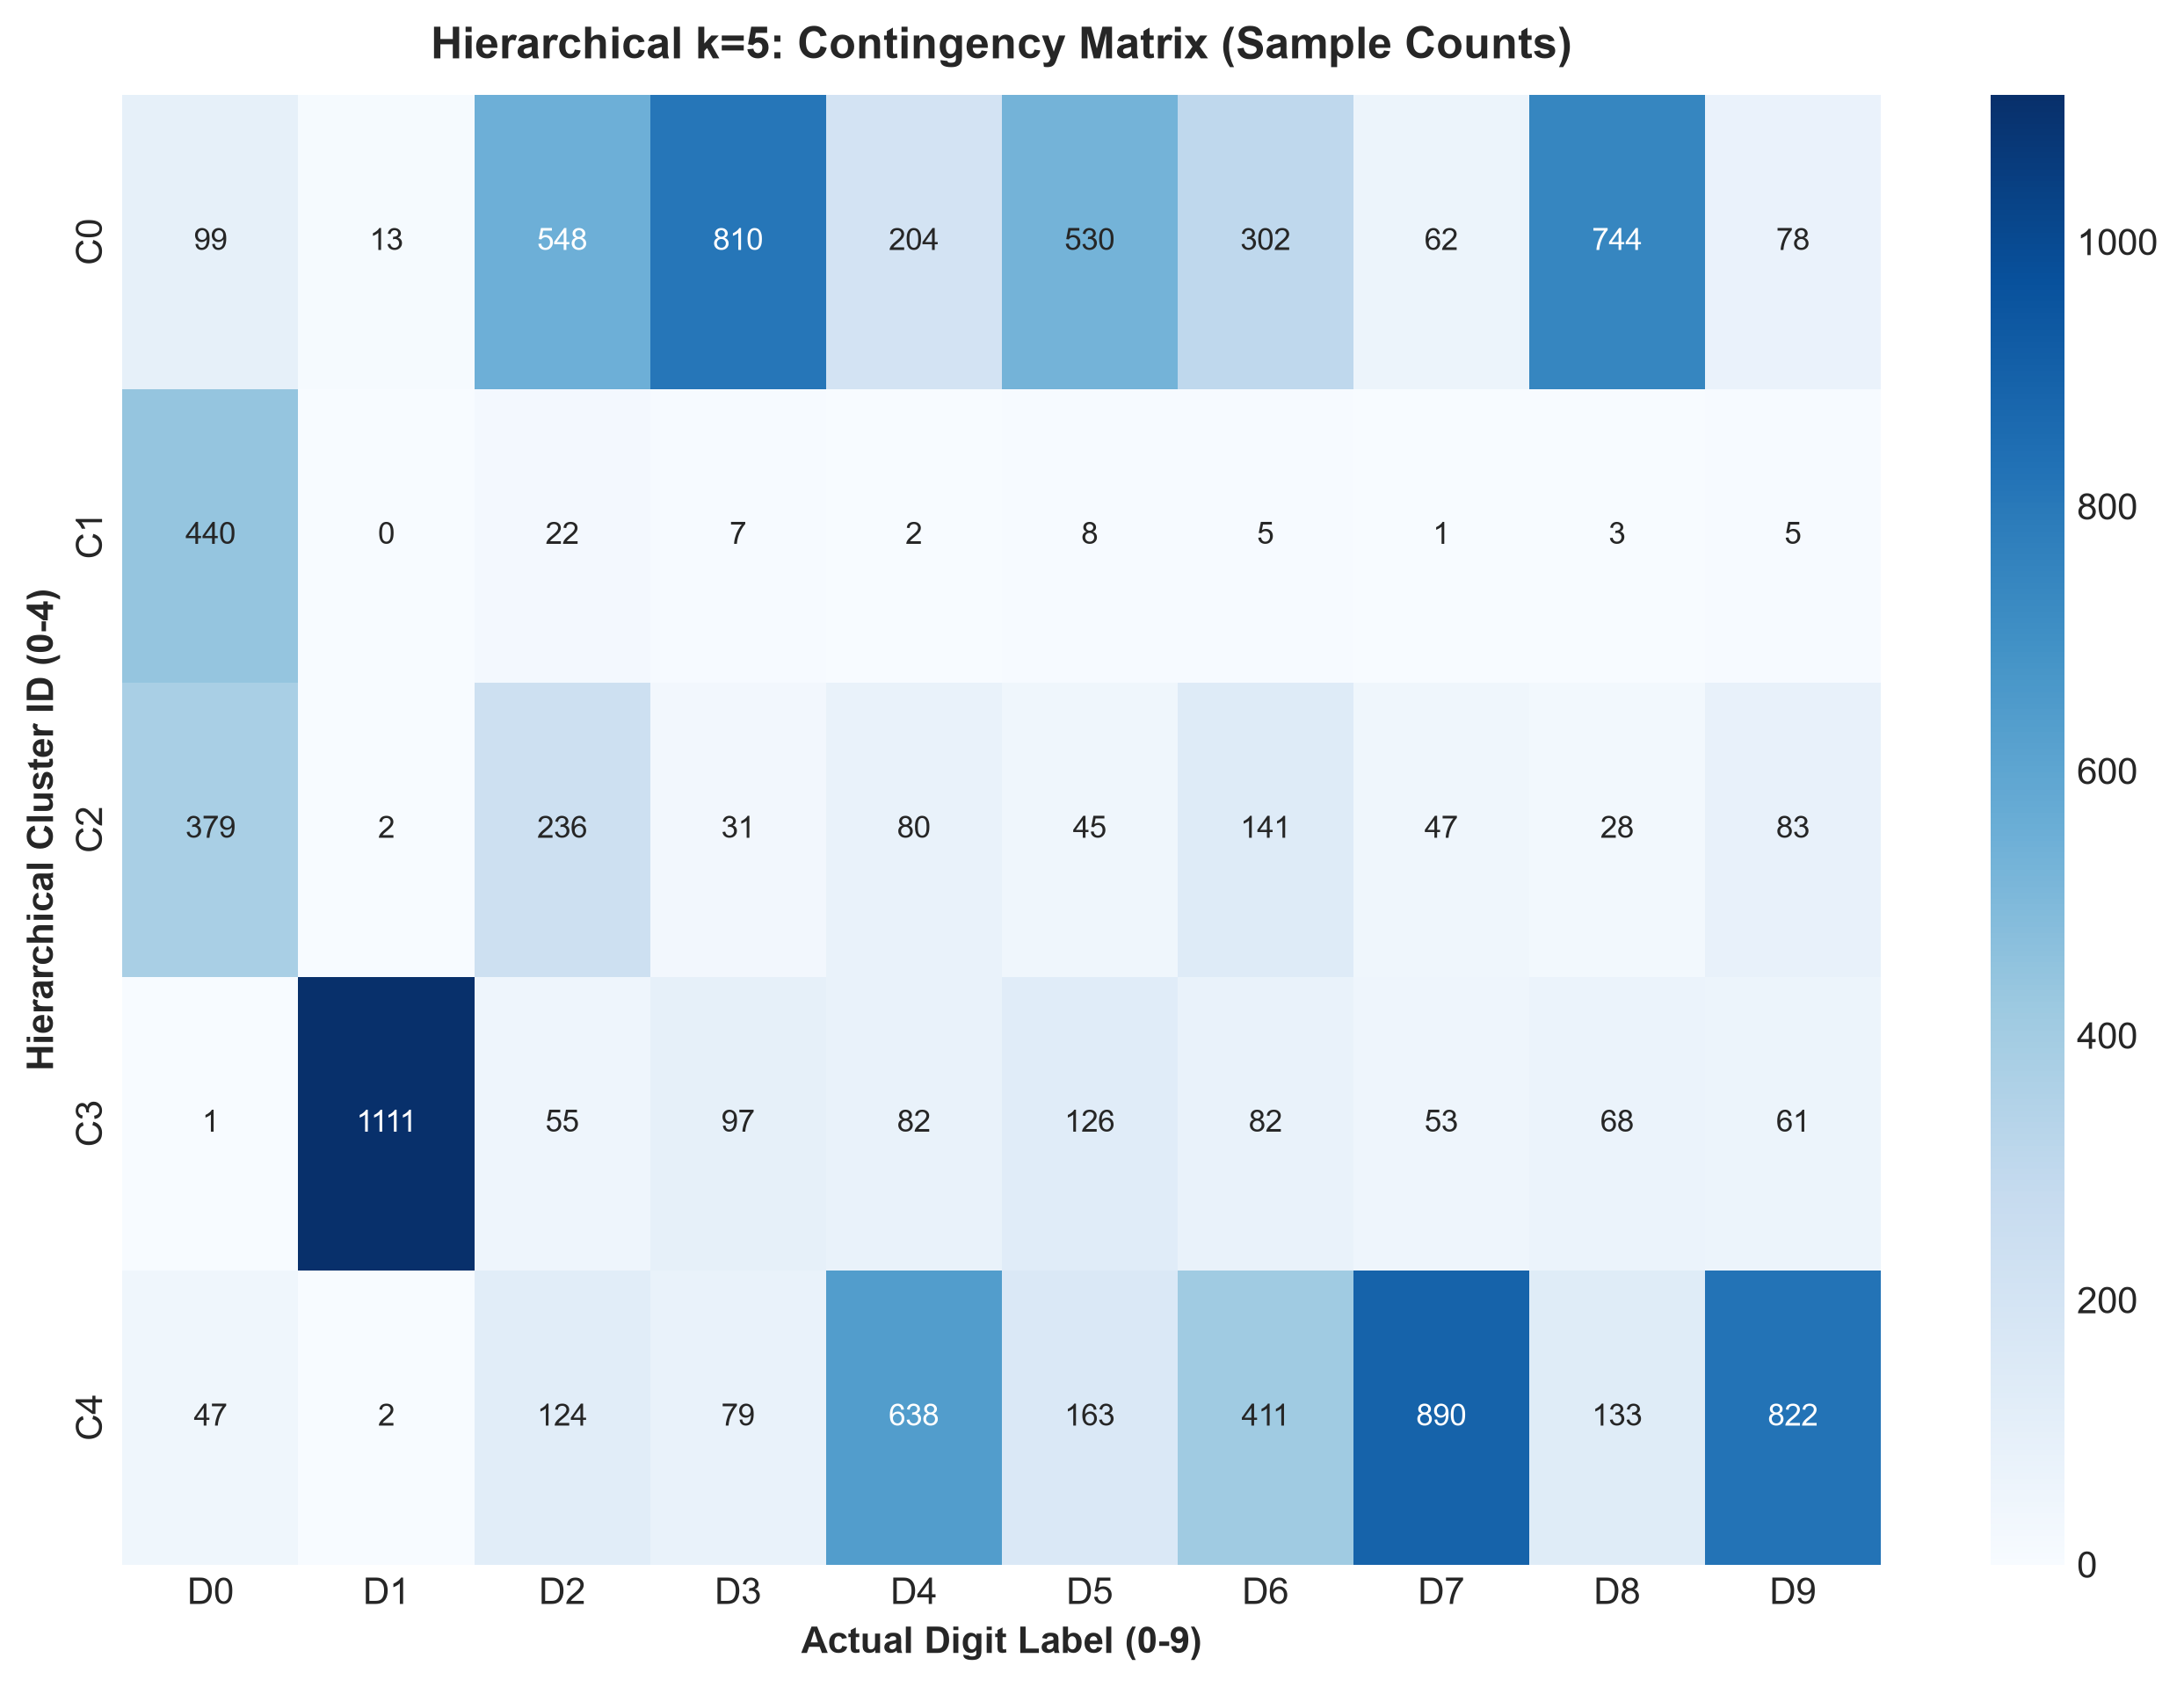 Hierarchical k=5: Contingency Matrix (Sample Counts)
Hierarchical Cluster ID (0-4)
C0 99 13 548 810 204 530 302 62 744 78
C1 440 0 22 7 2 8 5 1 3 5
C2 379 2 236 31 80 45 141 47 28 83
C3 1 1111 55 97 82 126 82 53 68 61
C4 47 2 124 79 638 163 411 890 133 822
D0 D1 D2 D3 D4 D5 D6 D7 D8 D9
Actual Digit Label (0-9)
1000
800
600
400
200
0